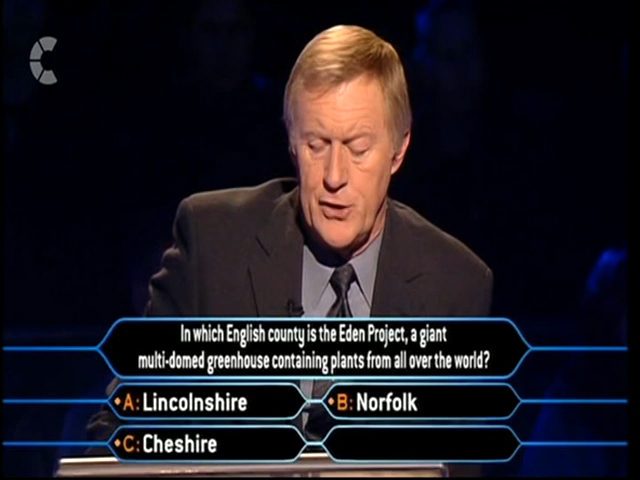 In which English county is the Eden Project, a giant
multi-domed greenhouse containing plants from all over the world?
A: Lincolnshire
B: Norfolk
C: Cheshire